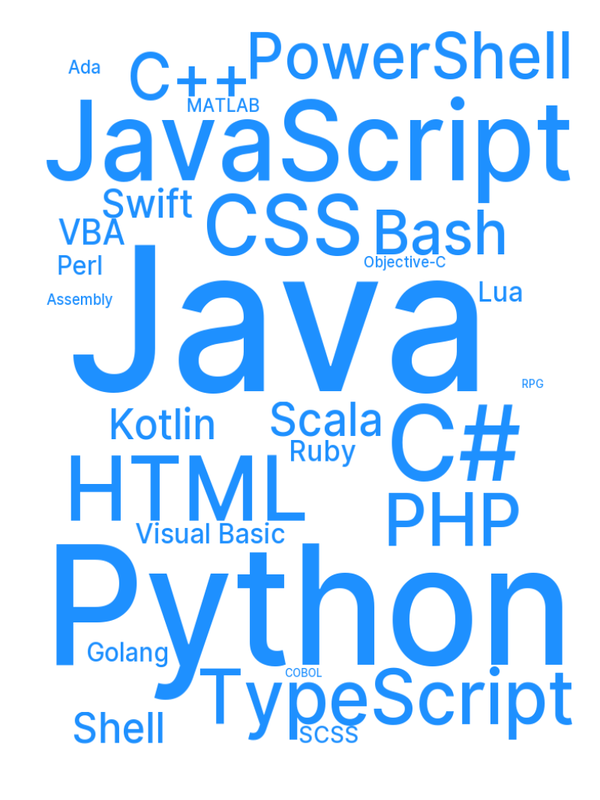 PowerShell
Ada
C++
MATLAB
JavaScript
Swift
CSS
VBA
Bash
Perl
Objective-C
Lua
Assembly
Java
RPG
Kotlin
Scala
C#
Ruby
HTML
PHP
Visual Basic
Python
Golang
COBOL
TypeScript
Shell
SCSS